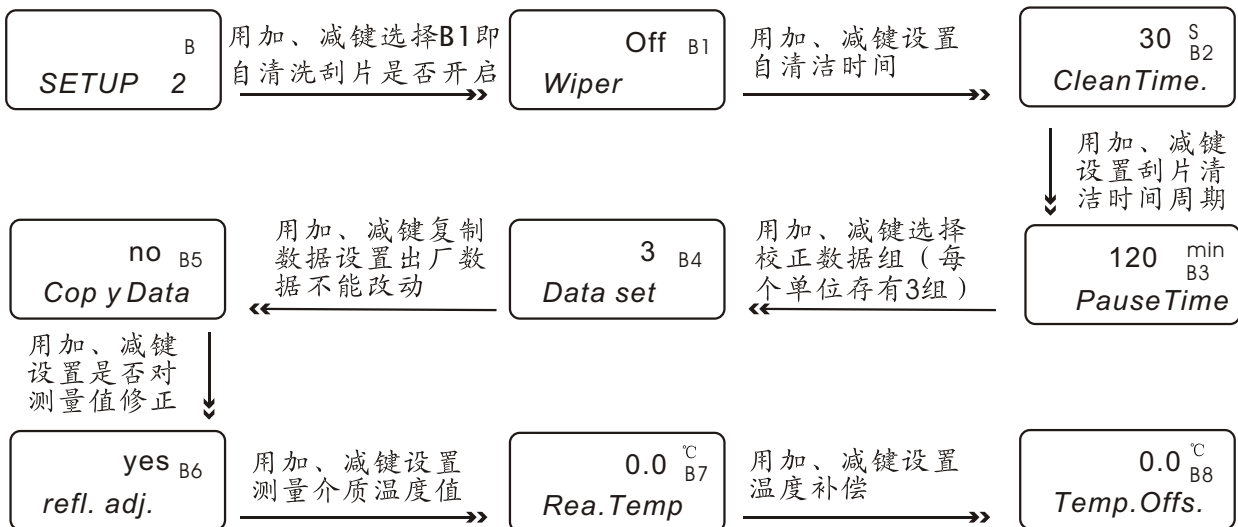 B
SETUP 2
用加、减键选择B1即
自清洗刮片是否开启
Off B1
Wiper
用加、减键设置
自清洁时间
30 S
B2
CleanTime.
用加、减键
设置刮片清
洁时间周期
120 min
B3
PauseTime
用加、减键选择
校正数据组（每
个单位存有3组）
3 B4
Data set
用加、减键复制
数据设置出厂数
据不能改动
no B5
Cop y Data
用加、减键
设置是否对
测量值修正
yes B6
refl. adj.
用加、减键设置
测量介质温度值
0.0 ℃
B7
Rea.Temp
用加、减键设置
温度补偿
0.0 ℃
B8
Temp.Offs.